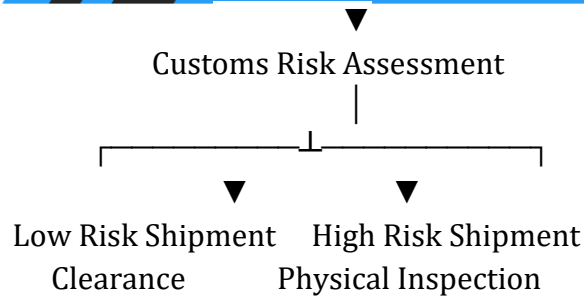 Customs Risk Assessment
Low Risk Shipment High Risk Shipment
Clearance Physical Inspection